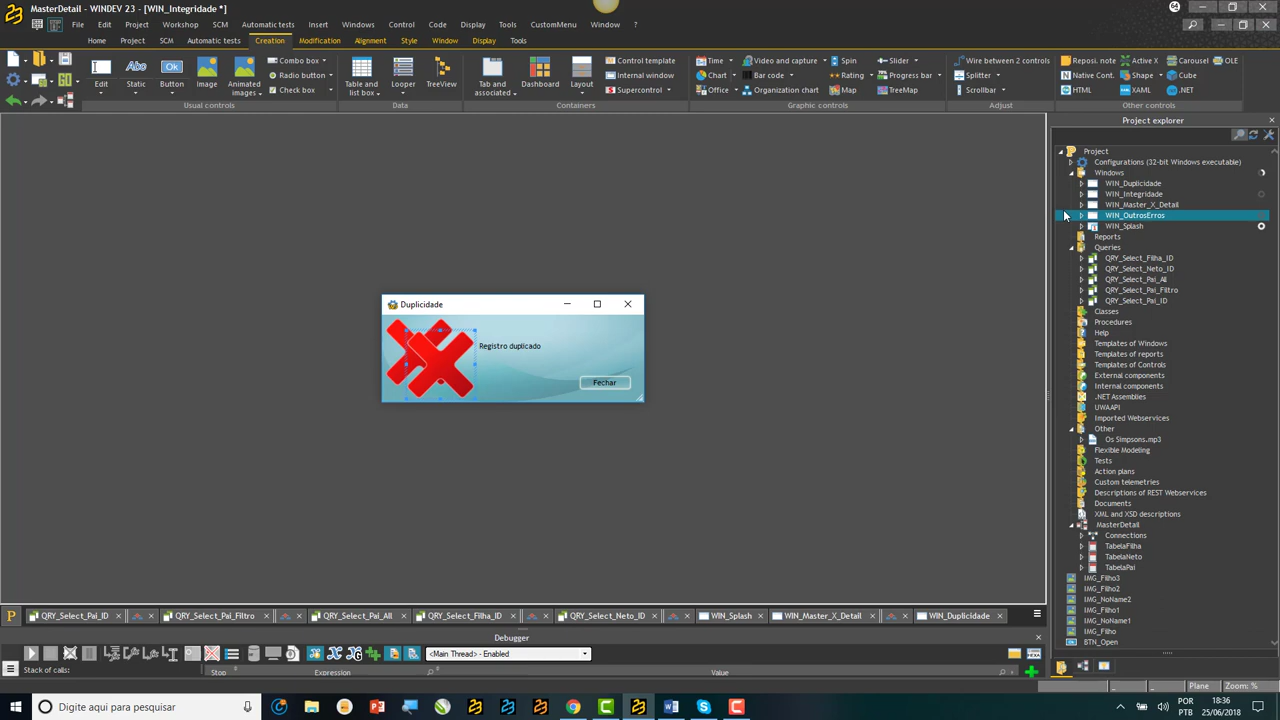 MasterDetail - WINDEV 23 - [WIN_Integridade *]
64
File Edit Project Workshop SCM Automatic tests Insert Windows Control Code Display Tools CustomMenu Window
Home Project SCM Automatic tests Creation Modification Alignment Style Window Display Tools
Edit Static Button Image Animated images
Combo box
Radio button
Check box
Table and list box Looper TreeView
Tab and associated Dashboard Layout
Control template
Internal window
Supercontrol
Time Video and capture Spin Slider
Chart Bar code Rating Progress bar
Office Organization chart Map TreeMap
Wire between 2 controls
Splitter
Scrollbar
Reposi. note Active X Carousel OLE
Native Cont. Shape Cube
HTML XAML .NET
Usual controls Data Containers Graphic controls Adjust Other controls
Project explorer
Project
Configurations (32-bit Windows executable)
Windows
WIN_Duplicidade
WIN_Integridade
WIN_Master_X_Detail
WIN_OutrosErros
WIN_Splash
Reports
Queries
QRY_Select_Filha_ID
QRY_Select_Neto_ID
QRY_Select_Pai_All
QRY_Select_Pai_Filtro
QRY_Select_Pai_ID
Classes
Procedures
Help
Templates of Windows
Templates of reports
Templates of Controls
External components
Internal components
.NET Assemblies
UWAAPI
Imported Webservices
Other
Os Simpsons.mp3
Flexible Modeling
Tests
Action plans
Custom telemetries
Descriptions of REST Webservices
Documents
XML and XSD descriptions
MasterDetail
Connections
TabelaFilha
TabelaNeto
TabelaPai
IMG_Filho3
IMG_Filho2
IMG_NoName2
IMG_Filho1
IMG_NoName1
IMG_Filho
BTN_Open
Duplicidade
Registro duplicado
Fechar
QRY_Select_Pai_ID QRY_Select_Pai_Filtro QRY_Select_Pai_All QRY_Select_Filha_ID QRY_Select_Neto_ID WIN_Splash WIN_Master_X_Detail WIN_Duplicidade
Debugger
<Main Thread> - Enabled
Stack of calls: Stop Expression Value
Plane Zoom: %
Digite aqui para pesquisar
POR
PTB
18:36
25/06/2018